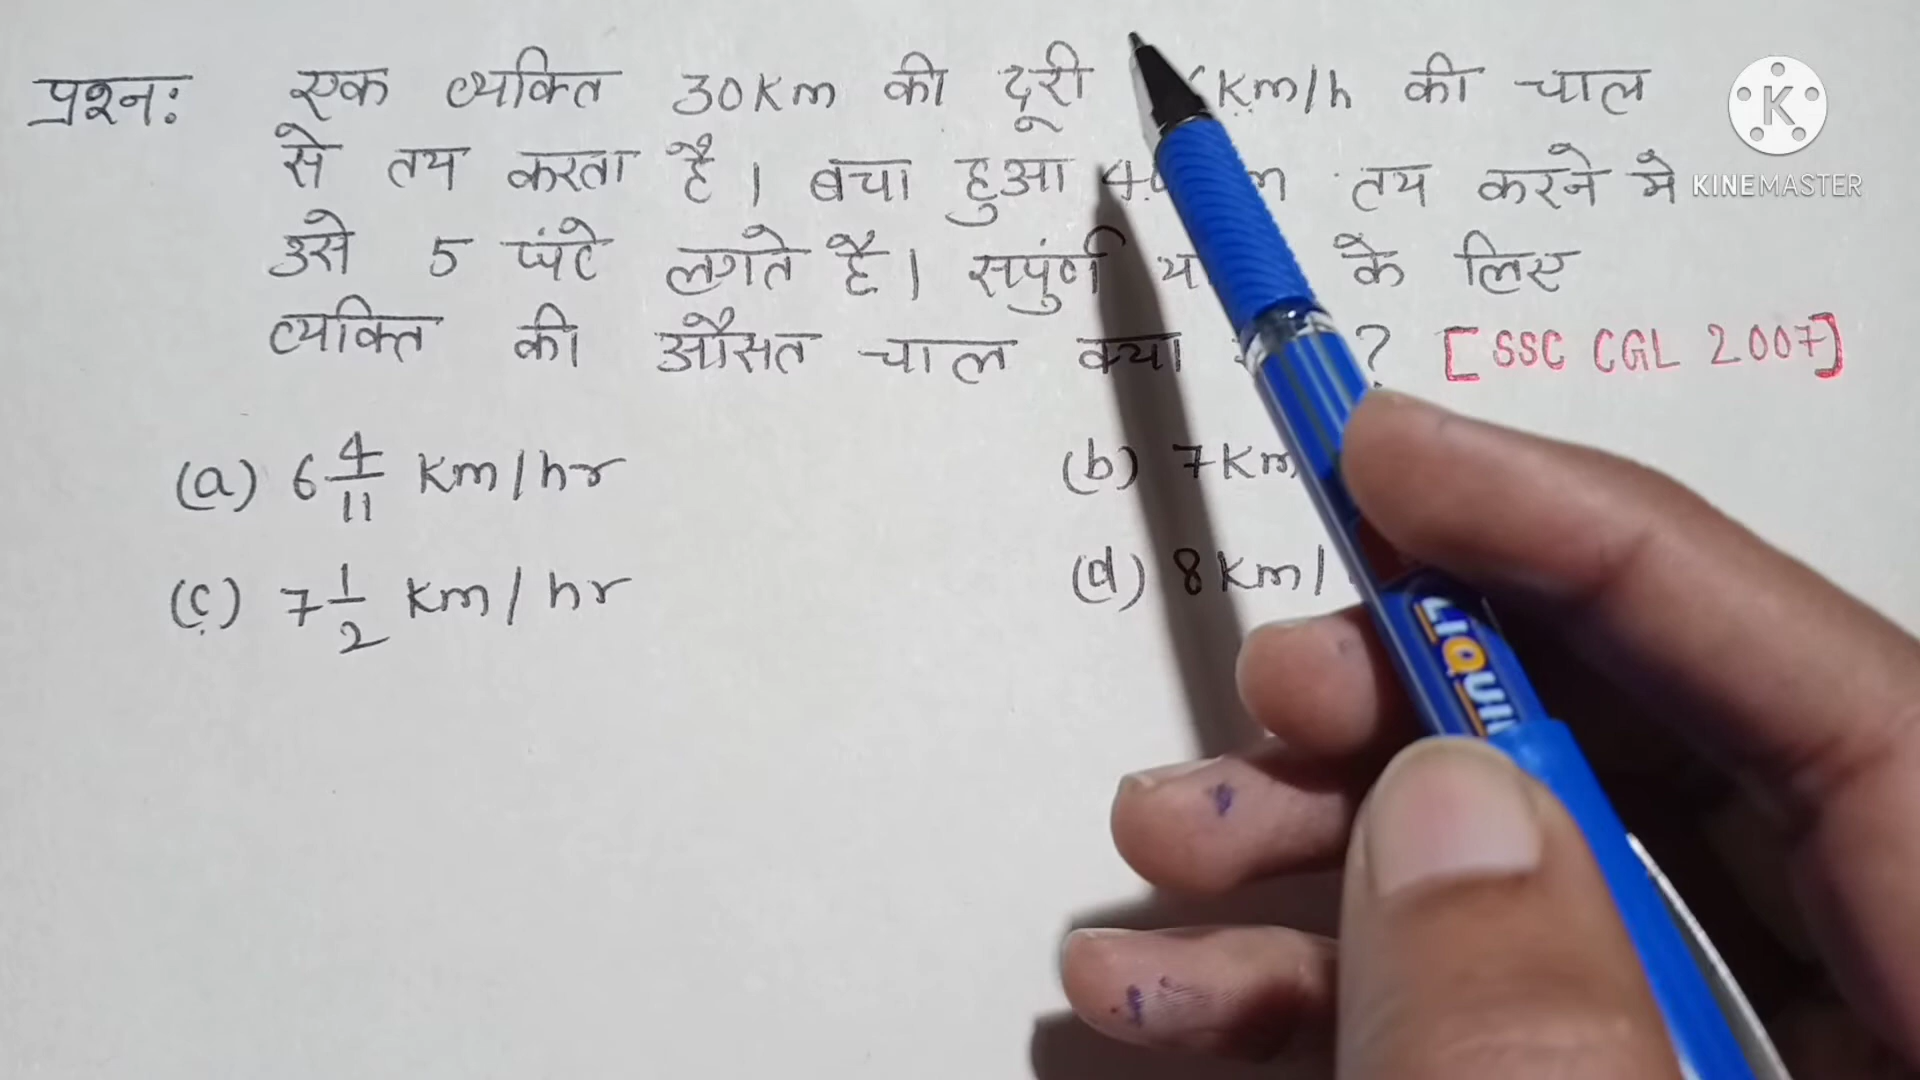 प्रश्नः एक व्यक्ति 30Km की दूरी Km/h की चाल
से तय करता है। बचा हुआ तय करने मे
उसे 5 घंटे लगते है। सपुंर्ण के लिए
व्यक्ति की औसत चाल क्या ? [SSC CGL 2007]
(a) 6 4/11 Km/hr (b) 7Km
(c) 7 1/2 Km/hr (d) 8Km/
K
KINEMASTER